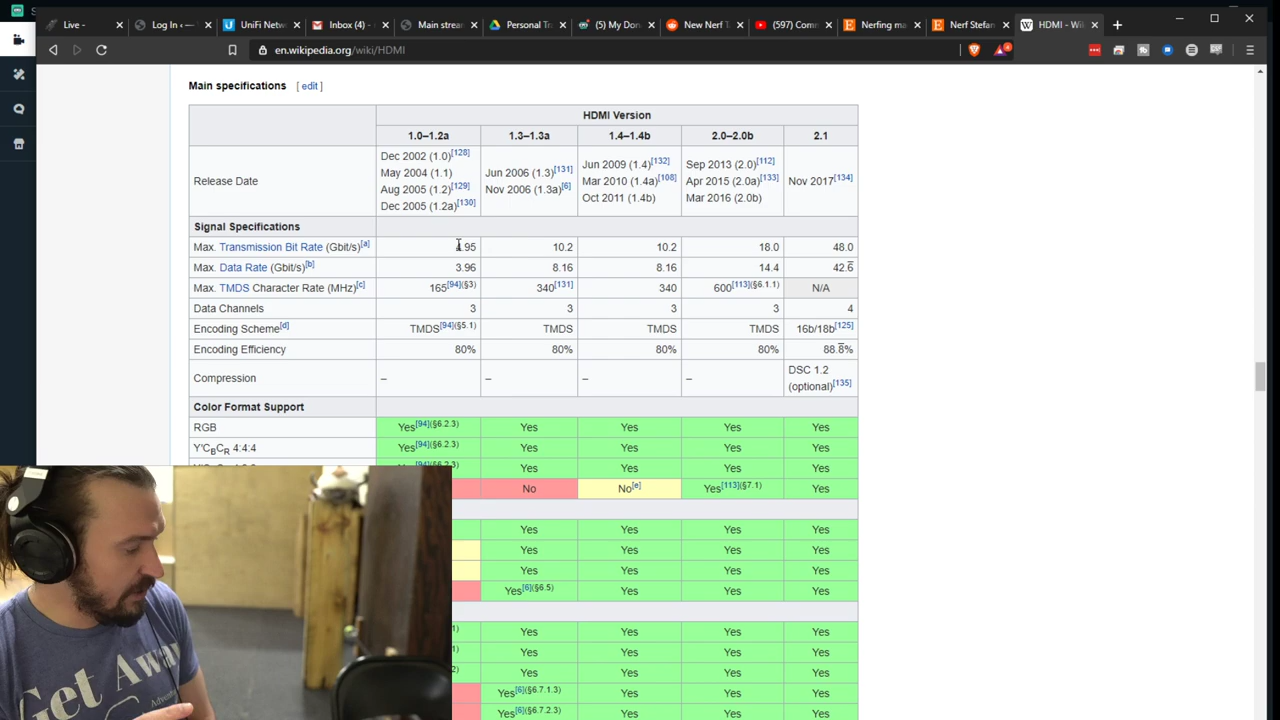 Live -
Log In ‹
UniFi Netw
Inbox (4)
Main strea
Personal Tr
(5) My Don
New Nerf T
(597) Com
Nerfing ma
Nerf Stefan
HDMI - Wi
en.wikipedia.org/wiki/HDMI
Main specifications [ edit ]
HDMI Version
1.0–1.2a 1.3–1.3a 1.4–1.4b 2.0–2.0b 2.1
Release Date
Dec 2002 (1.0)[128]
May 2004 (1.1)
Aug 2005 (1.2)[129]
Dec 2005 (1.2a)[130]
Jun 2006 (1.3)[131]
Nov 2006 (1.3a)[6]
Jun 2009 (1.4)[132]
Mar 2010 (1.4a)[108]
Oct 2011 (1.4b)
Sep 2013 (2.0)[112]
Apr 2015 (2.0a)[133]
Mar 2016 (2.0b)
Nov 2017[134]
Signal Specifications
Max. Transmission Bit Rate (Gbit/s)[a] 4.95 10.2 10.2 18.0 48.0
Max. Data Rate (Gbit/s)[b] 3.96 8.16 8.16 14.4 42.6̅
Max. TMDS Character Rate (MHz)[c] 165[94](§3) 340[131] 340 600[113](§6.1.1) N/A
Data Channels 3 3 3 3 4
Encoding Scheme[d] TMDS[94](§5.1) TMDS TMDS TMDS 16b/18b[125]
Encoding Efficiency 80% 80% 80% 80% 88.8̅%
Compression – – – – DSC 1.2
(optional)[135]
Color Format Support
RGB Yes[94](§6.2.3) Yes Yes Yes Yes
Y′CBCR 4:4:4 Yes[94](§6.2.3) Yes Yes Yes Yes
Yes Yes Yes Yes
No No[e] Yes[113](§7.1) Yes
Yes Yes Yes Yes
Yes Yes Yes Yes
Yes Yes Yes Yes
Yes[6](§6.5) Yes Yes Yes
Yes Yes Yes Yes
Yes Yes Yes Yes
Yes Yes Yes Yes
Yes[6](§6.7.1.3) Yes Yes Yes
Yes[6](§6.7.2.3) Yes Yes Yes
Get Away